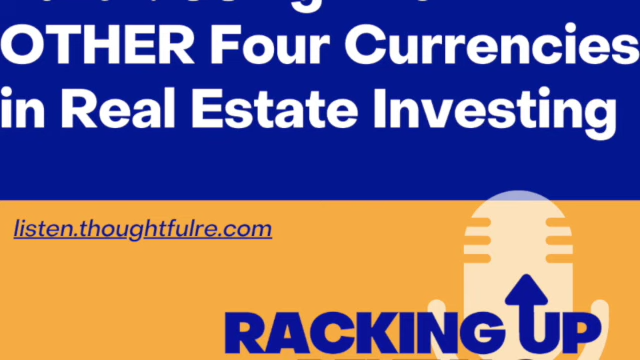 OTHER Four Currencies
in Real Estate Investing
listen.thoughtfulre.com
RACKING UP